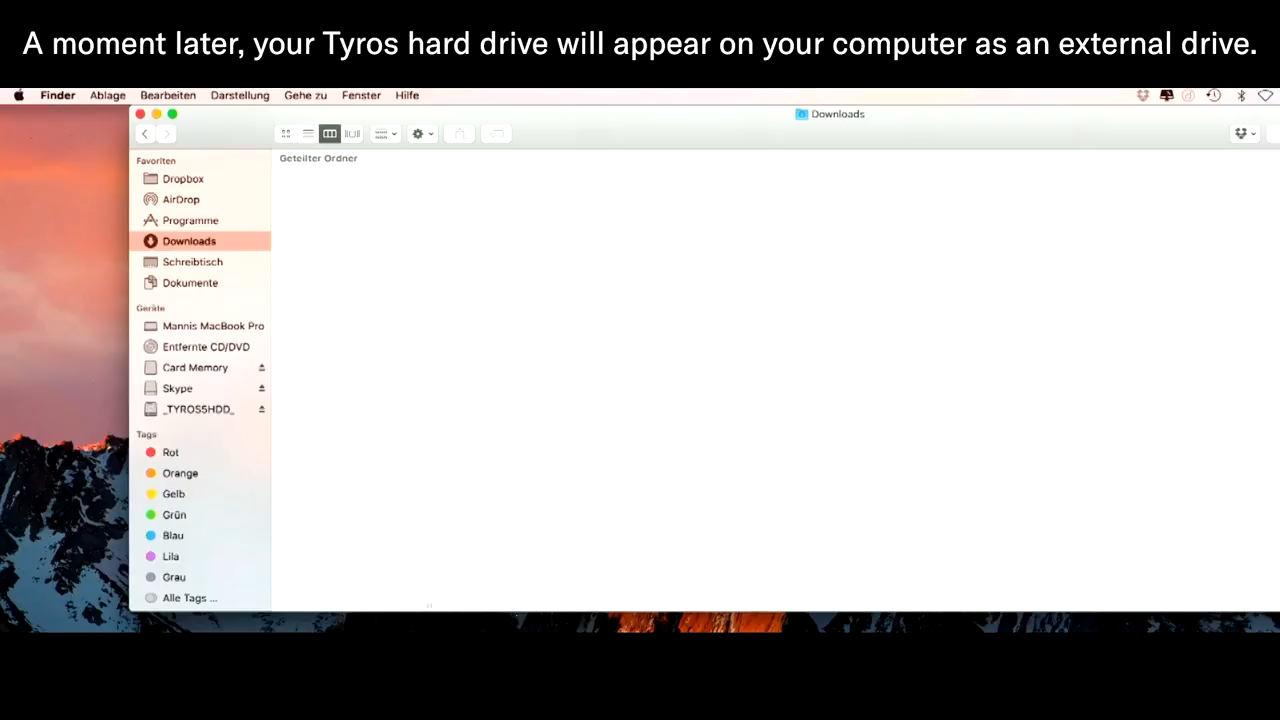 A moment later, your Tyros hard drive will appear on your computer as an external drive.
Finder Ablage Bearbeiten Darstellung Gehe zu Fenster Hilfe
Downloads
Geteilter Ordner
Favoriten
Dropbox
AirDrop
Programme
Downloads
Schreibtisch
Dokumente
Geräte
Mannis MacBook Pro
Entfernte CD/DVD
Card Memory
Skype
_TYROS5HDD_
Tags
Rot
Orange
Gelb
Grün
Blau
Lila
Grau
Alle Tags ...